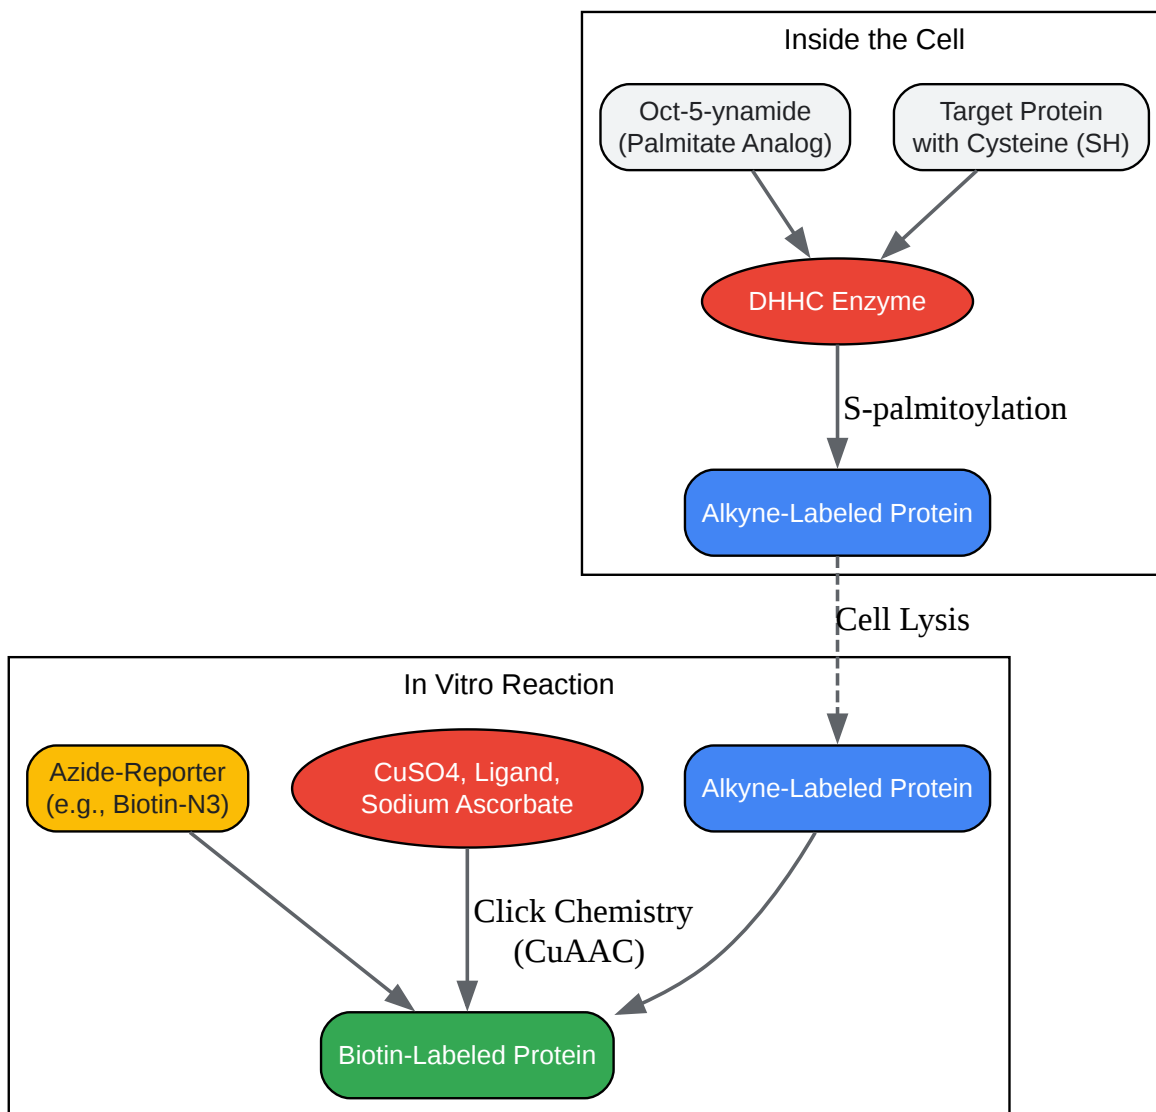 Inside the Cell
Oct-5-ynamide
(Palmitate Analog)
Target Protein
with Cysteine (SH)
DHHC Enzyme
S-palmitoylation
Alkyne-Labeled Protein
Cell Lysis
In Vitro Reaction
Azide-Reporter
(e.g., Biotin-N3)
CuSO4, Ligand,
Sodium Ascorbate
Alkyne-Labeled Protein
Click Chemistry
(CuAAC)
Biotin-Labeled Protein